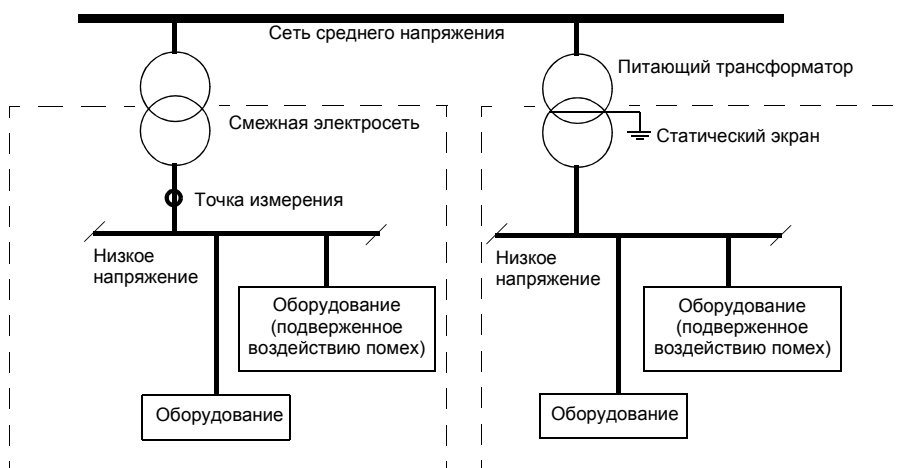 Сеть среднего напряжения
Питающий трансформатор
Смежная электросеть
Статический экран
Точка измерения
Низкое
напряжение
Оборудование
(подверженное
воздействию помех)
Оборудование
Низкое
напряжение
Оборудование
(подверженное
воздействию помех)
Оборудование